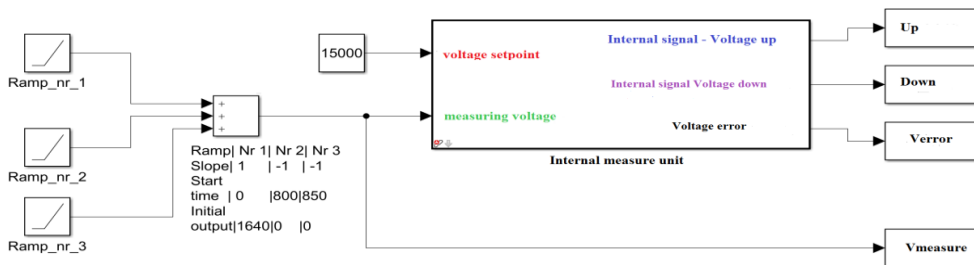 Ramp_nr_1
Ramp_nr_2
Ramp_nr_3
+
+
+
Ramp| Nr 1| Nr 2| Nr 3
Slope| 1 | -1 | -1
Start
time | 0 |800|850
Initial
output|1640|0 |0
15000
voltage setpoint
measuring voltage
Internal signal - Voltage up
Internal signal Voltage down
Voltage error
Internal measure unit
Up
Down
Verror
Vmeasure